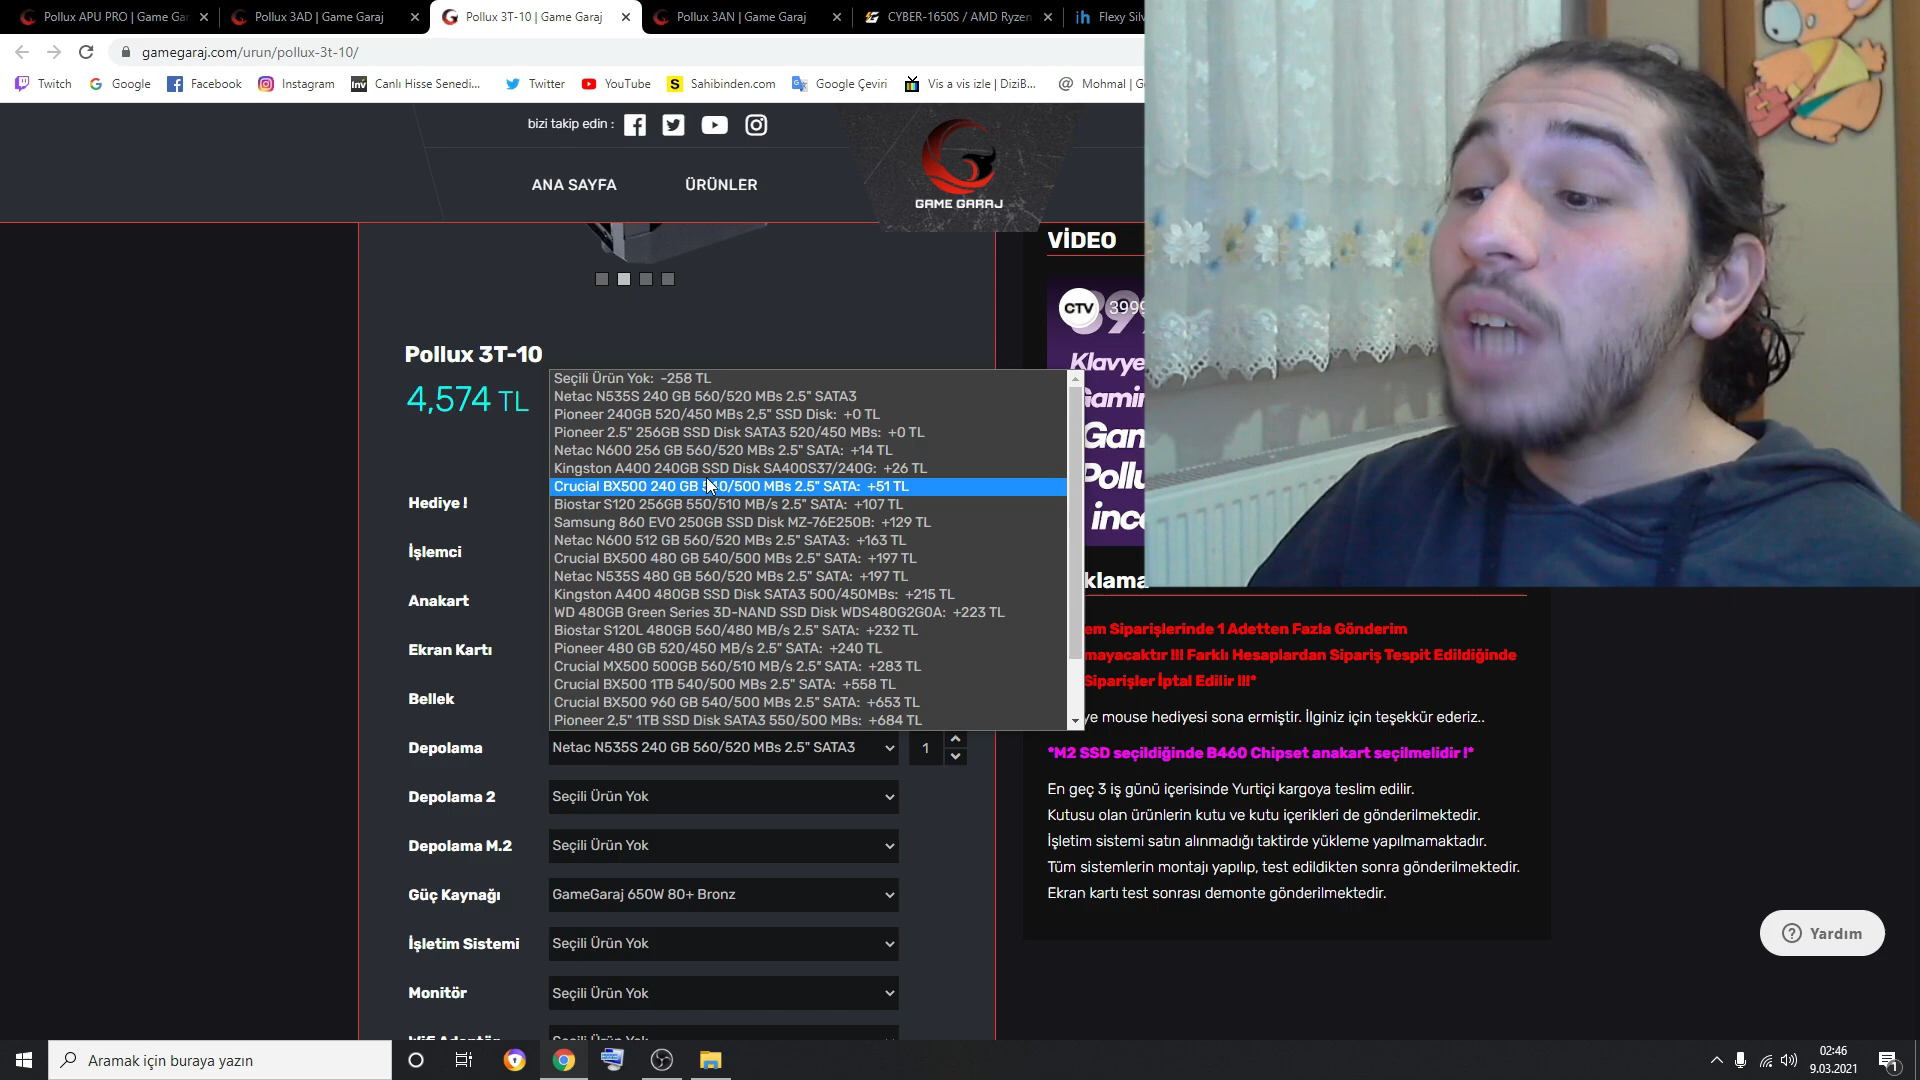 Pollux APU PRO | Game Gar
Pollux 3AD | Game Garaj
Pollux 3T-10 | Game Garaj
Pollux 3AN | Game Garaj
CYBER-1650S / AMD Ryzen
Flexy Silv
gamegaraj.com/urun/pollux-3t-10/
Twitch
Google
Facebook
Instagram
Inv
Canlı Hisse Senedi...
Twitter
YouTube
Sahibinden.com
Google Çeviri
Vis a vis izle | DiziB...
Mohmal | G
bizi takip edin :
ANA SAYFA
ÜRÜNLER
GAME GARAJ
VİDEO
CTV
3999
Klavye
Gamin
Gam
Pollu
ince
Pollux 3T-10
4,574 TL
Seçili Ürün Yok: -258 TL
Netac N535S 240 GB 560/520 MBs 2.5" SATA3
Pioneer 240GB 520/450 MBs 2,5" SSD Disk: +0 TL
Pioneer 2.5" 256GB SSD Disk SATA3 520/450 MBs: +0 TL
Netac N600 256 GB 560/520 MBs 2.5" SATA: +14 TL
Kingston A400 240GB SSD Disk SA400S37/240G: +26 TL
Crucial BX500 240 GB 540/500 MBs 2.5" SATA: +51 TL
Biostar S120 256GB 550/510 MB/s 2.5" SATA: +107 TL
Samsung 860 EVO 250GB SSD Disk MZ-76E250B: +129 TL
Netac N600 512 GB 560/520 MBs 2.5" SATA3: +163 TL
Crucial BX500 480 GB 540/500 MBs 2.5" SATA: +197 TL
Netac N535S 480 GB 560/520 MBs 2.5" SATA: +197 TL
Kingston A400 480GB SSD Disk SATA3 500/450MBs: +215 TL
WD 480GB Green Series 3D-NAND SSD Disk WDS480G2G0A: +223 TL
Biostar S120L 480GB 560/480 MB/s 2.5" SATA: +232 TL
Pioneer 480 GB 520/450 MB/s 2.5" SATA: +240 TL
Crucial MX500 500GB 560/510 MB/s 2.5" SATA: +283 TL
Crucial BX500 1TB 540/500 MBs 2.5" SATA: +558 TL
Crucial BX500 960 GB 540/500 MBs 2.5" SATA: +653 TL
Pioneer 2,5" 1TB SSD Disk SATA3 550/500 MBs: +684 TL
Hediye !
İşlemci
Anakart
Ekran Kartı
Bellek
Depolama
Netac N535S 240 GB 560/520 MBs 2.5" SATA3
1
Depolama 2
Seçili Ürün Yok
Depolama M.2
Seçili Ürün Yok
Güç Kaynağı
GameGaraj 650W 80+ Bronz
İşletim Sistemi
Seçili Ürün Yok
Monitör
Seçili Ürün Yok
Wifi Adaptör
Seçili Ürün Yok
klama
em Siparişlerinde 1 Adetten Fazla Gönderim
mayacaktır !!! Farklı Hesaplardan Sipariş Tespit Edildiğinde
Siparişler İptal Edilir !!!*
ye mouse hediyesi sona ermiştir. İlginiz için teşekkür ederiz..
*M2 SSD seçildiğinde B460 Chipset anakart seçilmelidir !*
En geç 3 iş günü içerisinde Yurtiçi kargoya teslim edilir.
Kutusu olan ürünlerin kutu ve kutu içerikleri de gönderilmektedir.
İşletim sistemi satın alınmadığı taktirde yükleme yapılmamaktadır.
Tüm sistemlerin montajı yapılıp, test edildikten sonra gönderilmektedir.
Ekran kartı test sonrası demonte gönderilmektedir.
Yardım
Aramak için buraya yazın
02:46
9.03.2021
1